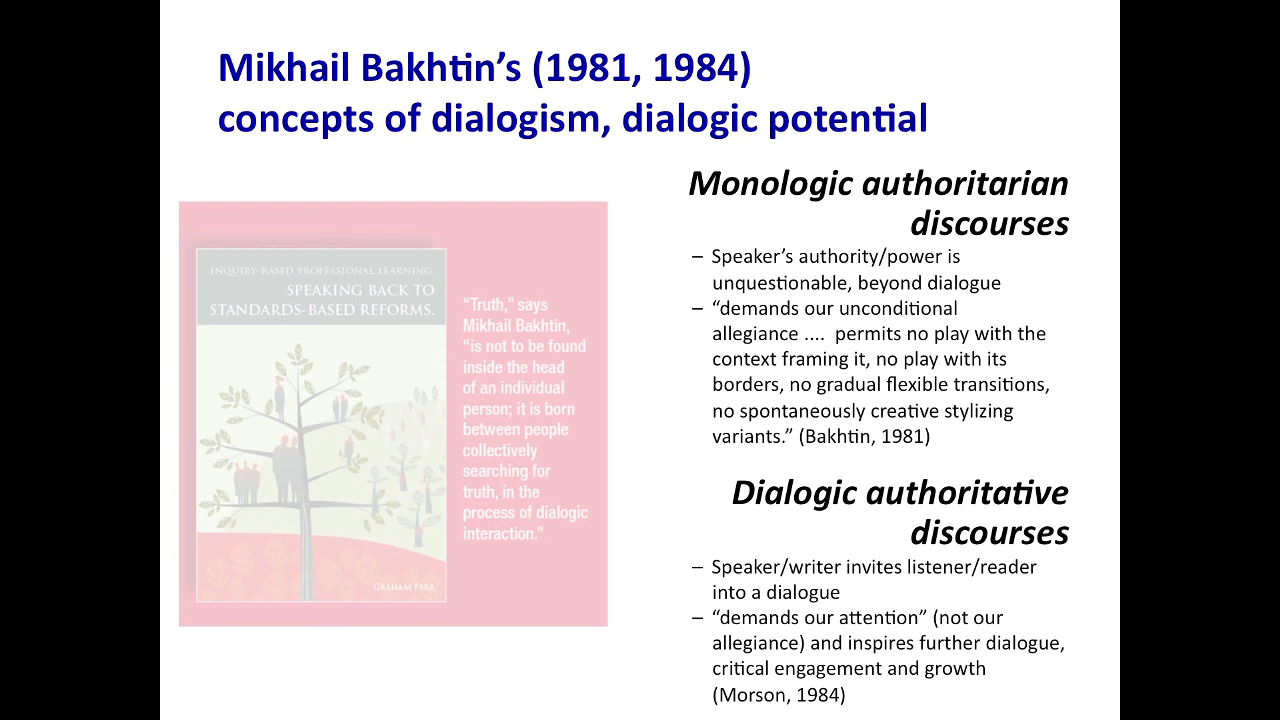 Mikhail Bakhtin’s (1981, 1984)
concepts of dialogism, dialogic potential
INQUIRY-BASED PROFESSIONAL LEARNING:
SPEAKING BACK TO
STANDARDS-BASED REFORMS.
GRAHAM PARR
“Truth,” says
Mikhail Bakhtin,
“is not to be found
inside the head
of an individual
person; it is born
between people
collectively
searching for
truth, in the
process of dialogic
interaction.”
Monologic authoritarian
discourses
– Speaker’s authority/power is
unquestionable, beyond dialogue
– “demands our unconditional
allegiance .... permits no play with the
context framing it, no play with its
borders, no gradual flexible transitions,
no spontaneously creative stylizing
variants.” (Bakhtin, 1981)
Dialogic authoritative
discourses
– Speaker/writer invites listener/reader
into a dialogue
– “demands our attention” (not our
allegiance) and inspires further dialogue,
critical engagement and growth
(Morson, 1984)